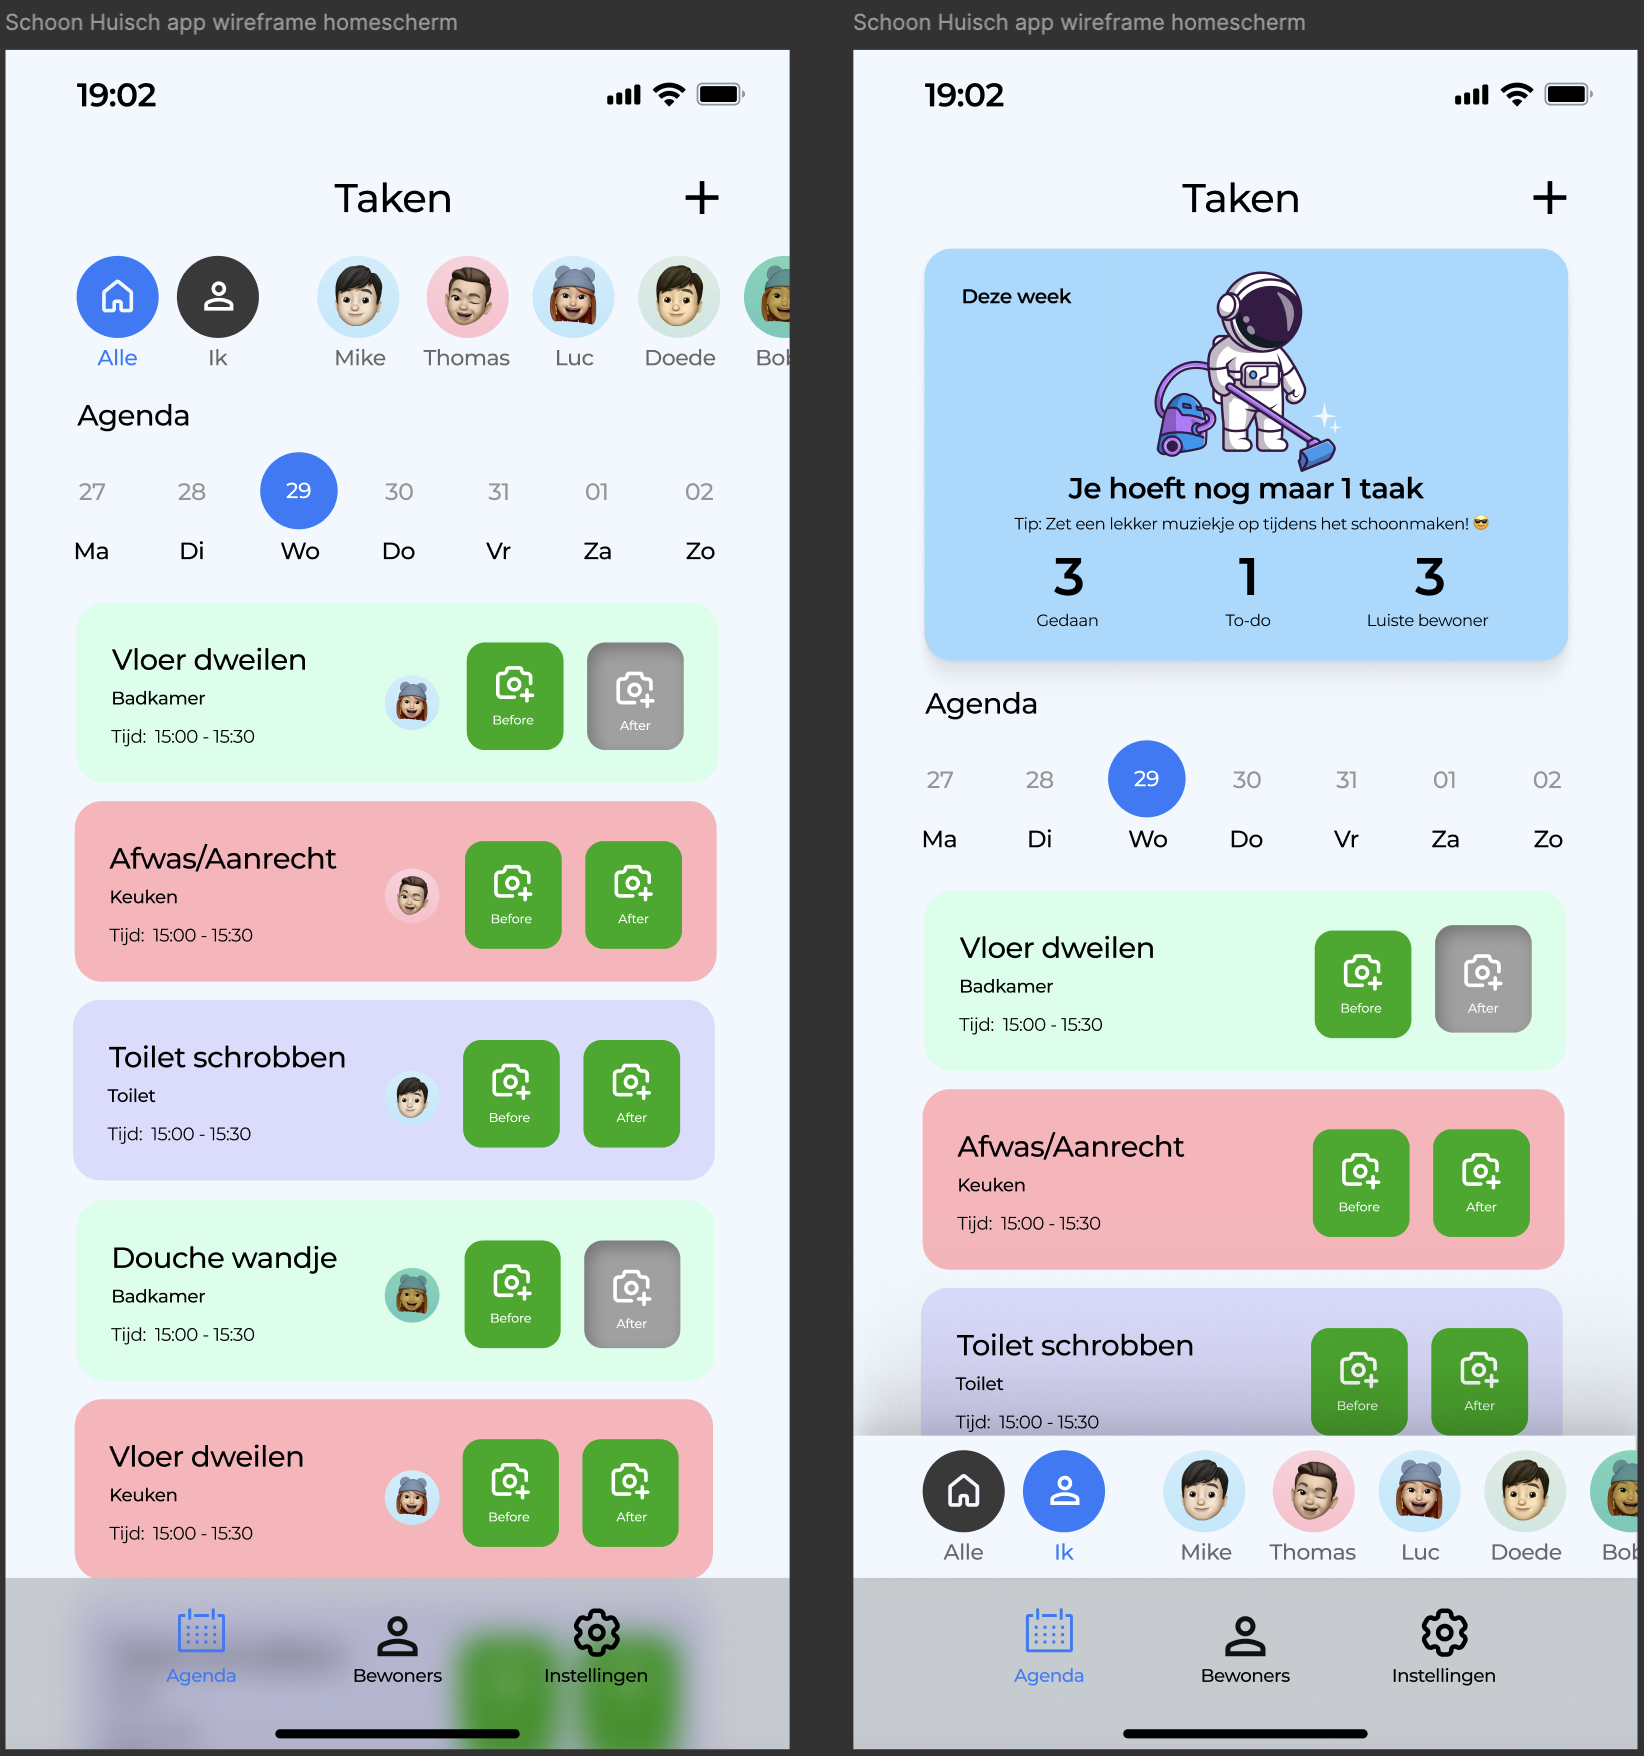 Schoon Huisch app wireframe homescherm
19:02
Taken
Alle
Ik
Mike
Thomas
Luc
Doede
Bob
Agenda
27 28 29 30 31 01 02
Ma Di Wo Do Vr Za Zo
Vloer dweilen
Badkamer
Tijd: 15:00 - 15:30
Before
After
Afwas/Aanrecht
Keuken
Tijd: 15:00 - 15:30
Before
After
Toilet schrobben
Toilet
Tijd: 15:00 - 15:30
Before
After
Douche wandje
Badkamer
Tijd: 15:00 - 15:30
Before
After
Vloer dweilen
Keuken
Tijd: 15:00 - 15:30
Before
After
Agenda
Bewoners
Instellingen
Schoon Huisch app wireframe homescherm
19:02
Taken
Deze week
Je hoeft nog maar 1 taak
Tip: Zet een lekker muziekje op tijdens het schoonmaken! 😎
3 1 3
Gedaan To-do Luiste bewoner
Agenda
27 28 29 30 31 01 02
Ma Di Wo Do Vr Za Zo
Vloer dweilen
Badkamer
Tijd: 15:00 - 15:30
Before
After
Afwas/Aanrecht
Keuken
Tijd: 15:00 - 15:30
Before
After
Toilet schrobben
Toilet
Tijd: 15:00 - 15:30
Before
After
Alle
Ik
Mike
Thomas
Luc
Doede
Bob
Agenda
Bewoners
Instellingen